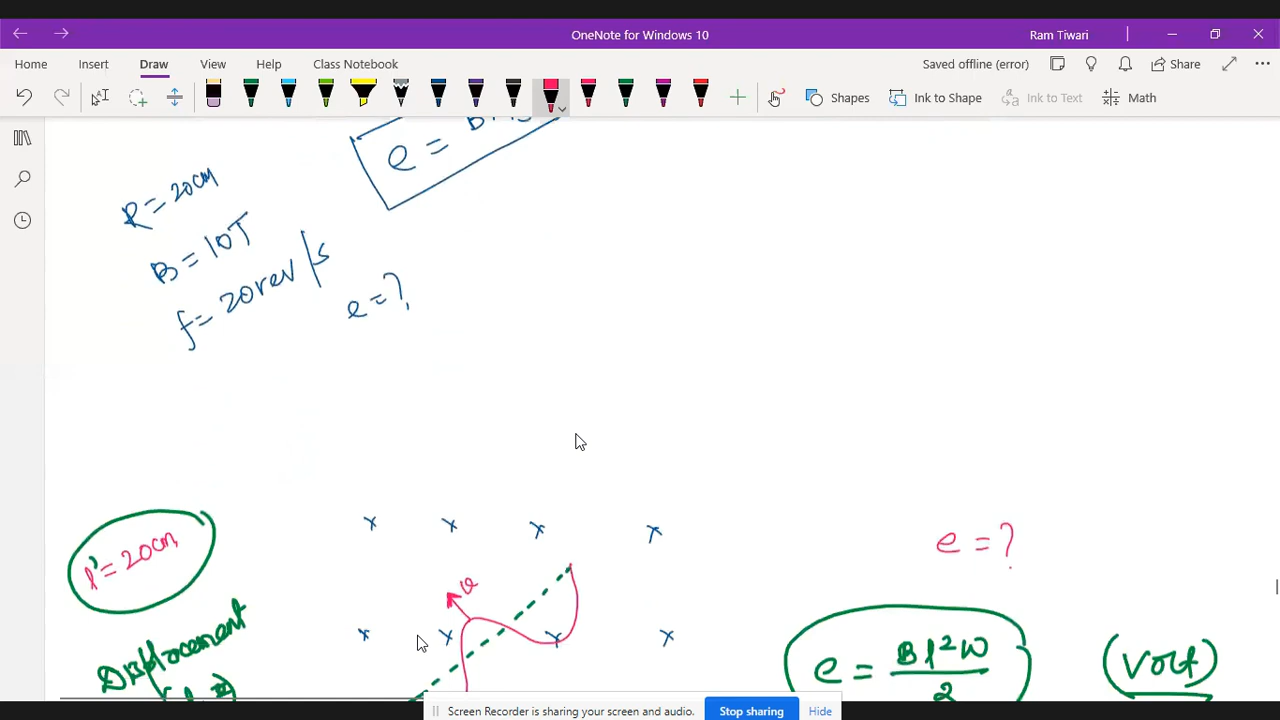 OneNote for Windows 10
Ram Tiwari
Home Insert Draw View Help Class Notebook
Saved offline (error)
Share
Shapes
Ink to Shape
Ink to Text
Math
e =
R = 20cm
B = 10T
f = 20rev/s
e = ?
x x x x
l' = 20cm
e = ?
x x x x
Displacement
e = Bl²ω
2
(Volt)
Screen Recorder is sharing your screen and audio.
Stop sharing
Hide